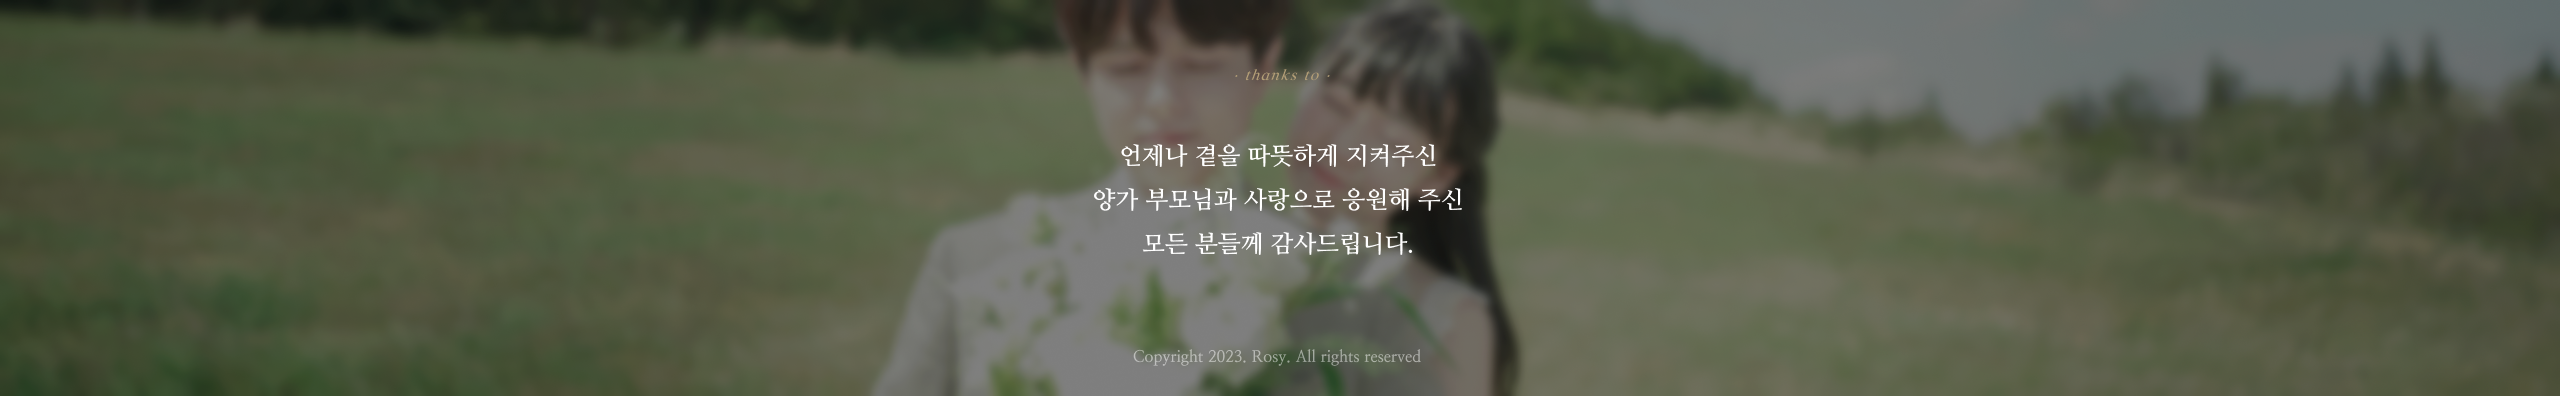 · thanks to ·
언제나 곁을 따뜻하게 지켜주신
양가 부모님과 사랑으로 응원해 주신
모든 분들께 감사드립니다.
Copyright 2023. Rosy. All rights reserved